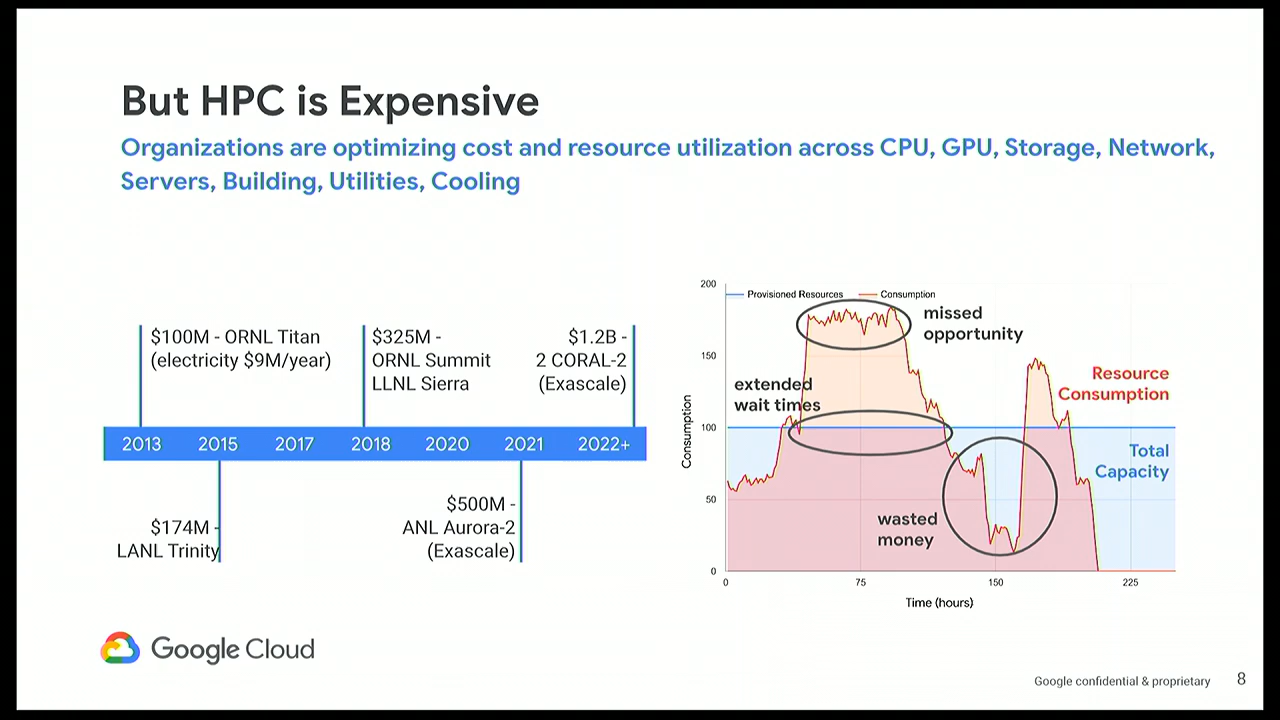 But HPC is Expensive
Organizations are optimizing cost and resource utilization across CPU, GPU, Storage, Network,
Servers, Building, Utilities, Cooling
$100M - ORNL Titan
(electricity $9M/year)
$325M -
ORNL Summit
LLNL Sierra
$1.2B -
2 CORAL-2
(Exascale)
2013 2015 2017 2018 2020 2021 2022+
$174M -
LANL Trinity
$500M -
ANL Aurora-2
(Exascale)
200
Provisioned Resources Consumption
missed
opportunity
150
extended
wait times
Resource
Consumption
100
Total
Capacity
50
wasted
money
0
Consumption
0 75 150 225
Time (hours)
Google Cloud
Google confidential & proprietary 8